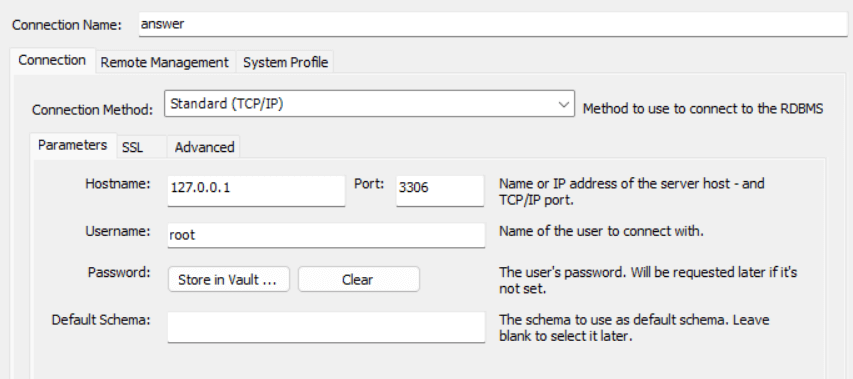 Connection Name: answer
Connection Remote Management System Profile
Connection Method: Standard (TCP/IP) Method to use to connect to the RDBMS
Parameters SSL Advanced
Hostname: 127.0.0.1 Port: 3306 Name or IP address of the server host - and
TCP/IP port.
Username: root Name of the user to connect with.
Password: Store in Vault ... Clear The user's password. Will be requested later if it's
not set.
Default Schema: The schema to use as default schema. Leave
blank to select it later.